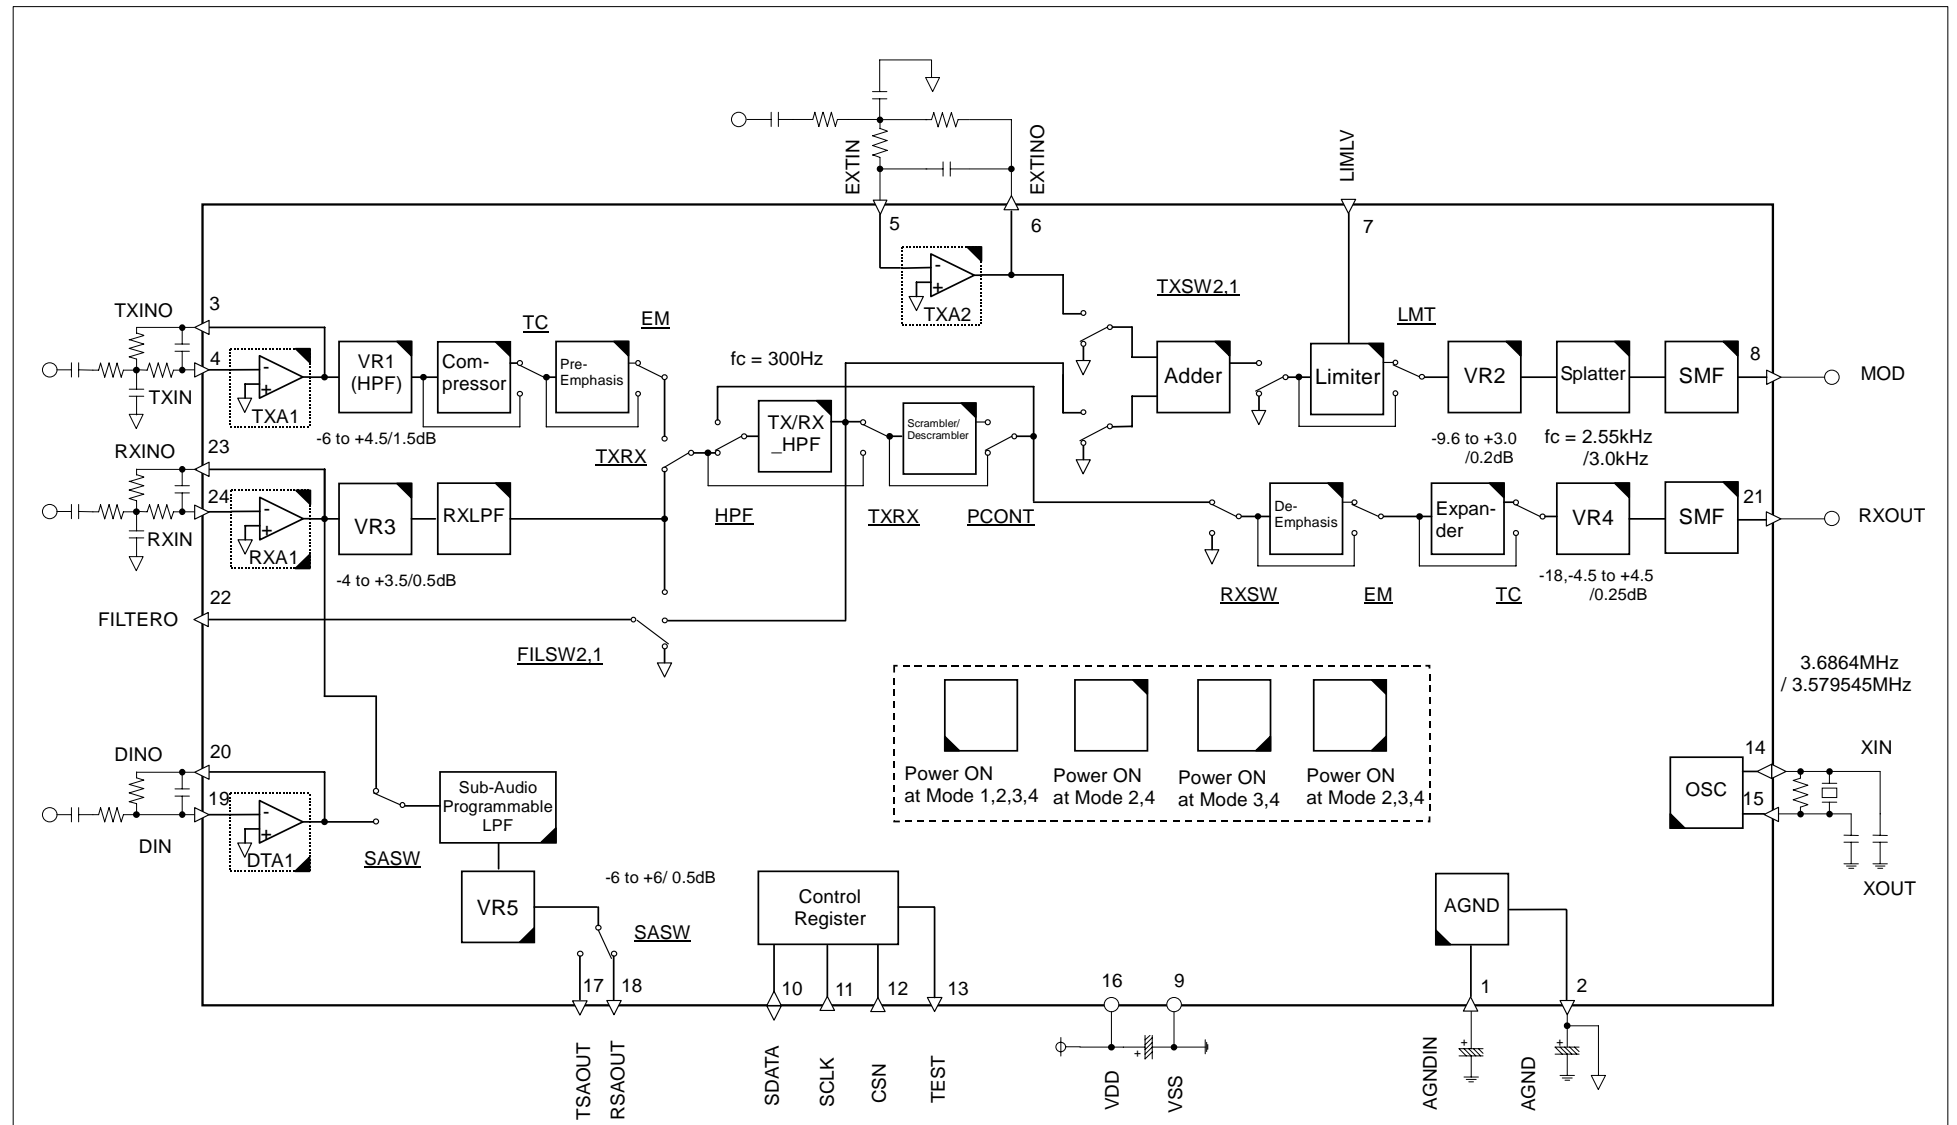 EXTIN
EXTINO
LIMLV
5
6
7
-
+
TXA2
TXINO
3
4
TXIN
-
+
TXA1
VR1
(HPF)
-6 to +4.5/1.5dB
Com-
pressor
TC
Pre-
Emphasis
EM
fc = 300Hz
TXSW2,1
Adder
LMT
Limiter
VR2
-9.6 to +3.0
/0.2dB
Splatter
fc = 2.55kHz
/3.0kHz
SMF
8
MOD
TX/RX
_HPF
Scrambler/
Descrambler
TXRX
HPF
TXRX
PCONT
RXINO
23
24
RXIN
-
+
RXA1
VR3
-4 to +3.5/0.5dB
RXLPF
De-
Emphasis
Expan-
der
VR4
-18,-4.5 to +4.5
/0.25dB
SMF
21
RXOUT
RXSW
EM
TC
22
FILTERO
FILSW2,1
3.6864MHz
/ 3.579545MHz
Power ON
at Mode 1,2,3,4
Power ON
at Mode 2,4
Power ON
at Mode 3,4
Power ON
at Mode 2,3,4
DINO
20
19
DIN
-
+
DTA1
SASW
Sub-Audio
Programmable
LPF
VR5
-6 to +6/ 0.5dB
SASW
OSC
14
15
XIN
XOUT
Control
Register
AGND
17
18
10
11
12
13
16
9
1
2
+
+
+
TSAOUT
RSAOUT
SDATA
SCLK
CSN
TEST
VDD
VSS
AGNDIN
AGND